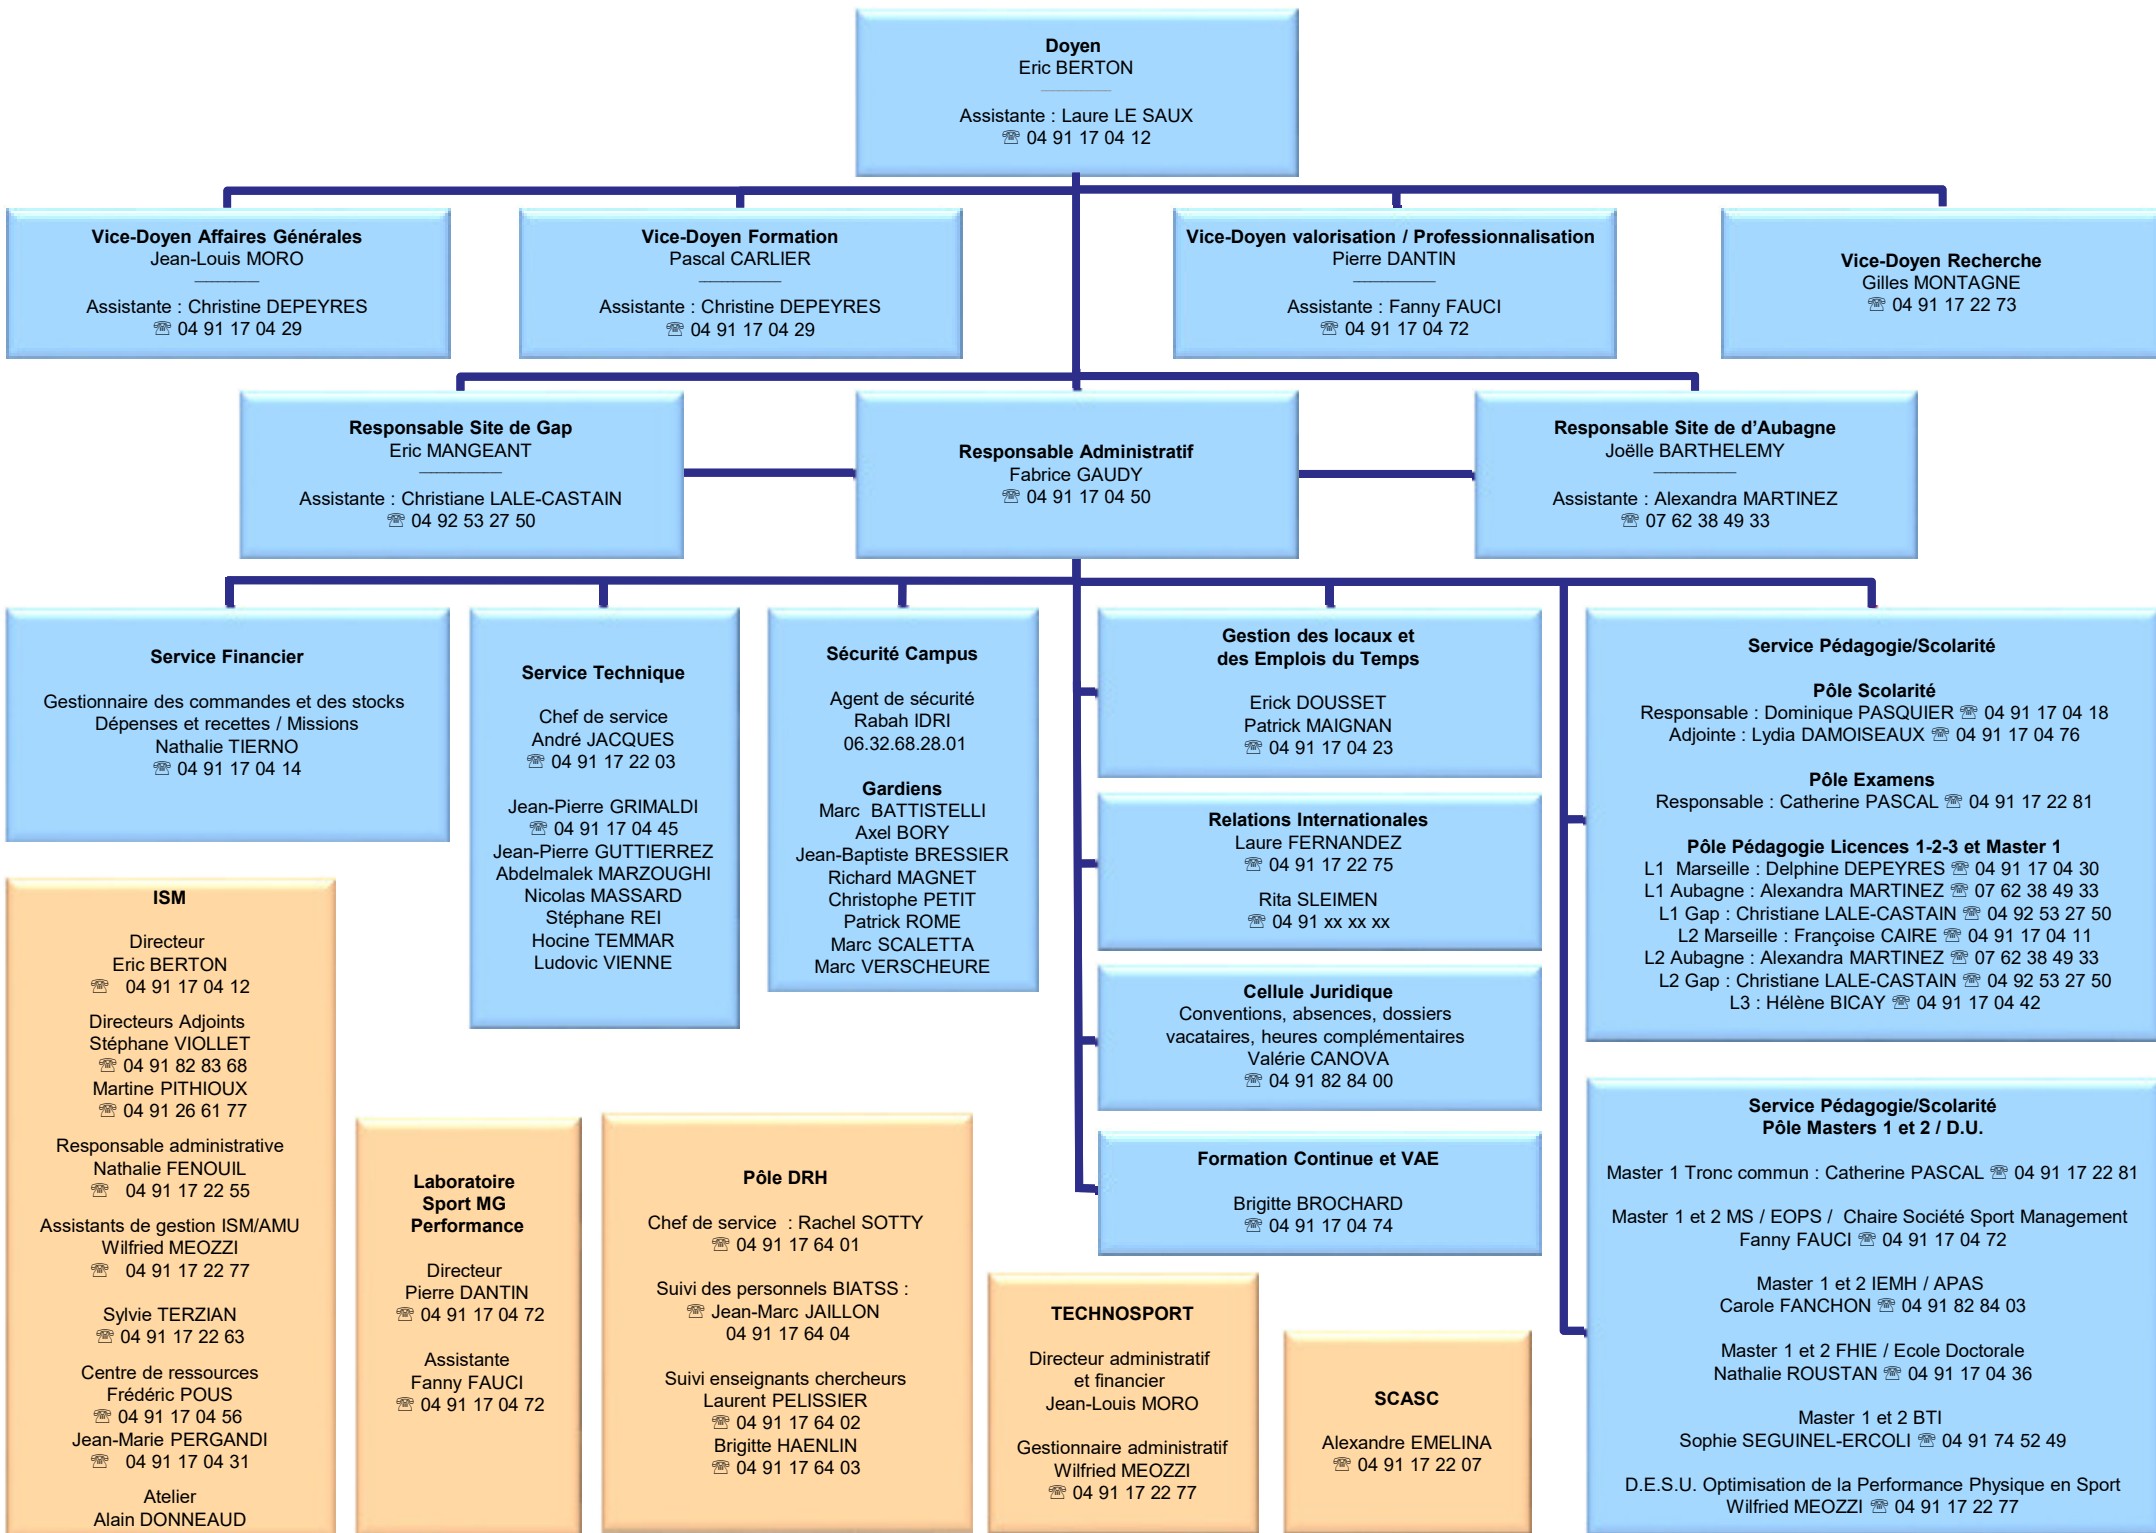 Doyen
Eric BERTON
Assistante : Laure LE SAUX
☏ 04 91 17 04 12
Vice-Doyen Affaires Générales
Jean-Louis MORO
Assistante : Christine DEPEYRES
☏ 04 91 17 04 29
Vice-Doyen Formation
Pascal CARLIER
Assistante : Christine DEPEYRES
☏ 04 91 17 04 29
Vice-Doyen valorisation / Professionnalisation
Pierre DANTIN
Assistante : Fanny FAUCI
☏ 04 91 17 04 72
Vice-Doyen Recherche
Gilles MONTAGNE
☏ 04 91 17 22 73
Responsable Site de Gap
Eric MANGEANT
Assistante : Christiane LALE-CASTAIN
☏ 04 92 53 27 50
Responsable Administratif
Fabrice GAUDY
☏ 04 91 17 04 50
Responsable Site de d'Aubagne
Joëlle BARTHELEMY
Assistante : Alexandra MARTINEZ
☏ 07 62 38 49 33
Service Financier
Gestionnaire des commandes et des stocks
Dépenses et recettes / Missions
Nathalie TIERNO
☏ 04 91 17 04 14
Service Technique
Chef de service
André JACQUES
☏ 04 91 17 22 03
Jean-Pierre GRIMALDI
☏ 04 91 17 04 45
Jean-Pierre GUTTIERREZ
Abdelmalek MARZOUGHI
Nicolas MASSARD
Stéphane REI
Hocine TEMMAR
Ludovic VIENNE
Sécurité Campus
Agent de sécurité
Rabah IDRI
06.32.68.28.01
Gardiens
Marc BATTISTELLI
Axel BORY
Jean-Baptiste BRESSIER
Richard MAGNET
Christophe PETIT
Patrick ROME
Marc SCALETTA
Marc VERSCHEURE
Gestion des locaux et
des Emplois du Temps
Erick DOUSSET
Patrick MAIGNAN
☏ 04 91 17 04 23
Relations Internationales
Laure FERNANDEZ
☏ 04 91 17 22 75
Rita SLEIMEN
☏ 04 91 xx xx xx
Cellule Juridique
Conventions, absences, dossiers
vacataires, heures complémentaires
Valérie CANOVA
☏ 04 91 82 84 00
Formation Continue et VAE
Brigitte BROCHARD
☏ 04 91 17 04 74
Service Pédagogie/Scolarité
Pôle Scolarité
Responsable : Dominique PASQUIER ☏ 04 91 17 04 18
Adjointe : Lydia DAMOISEAUX ☏ 04 91 17 04 76
Pôle Examens
Responsable : Catherine PASCAL ☏ 04 91 17 22 81
Pôle Pédagogie Licences 1-2-3 et Master 1
L1 Marseille : Delphine DEPEYRES ☏ 04 91 17 04 30
L1 Aubagne : Alexandra MARTINEZ ☏ 07 62 38 49 33
L1 Gap : Christiane LALE-CASTAIN ☏ 04 92 53 27 50
L2 Marseille : Françoise CAIRE ☏ 04 91 17 04 11
L2 Aubagne : Alexandra MARTINEZ ☏ 07 62 38 49 33
L2 Gap : Christiane LALE-CASTAIN ☏ 04 92 53 27 50
L3 : Hélène BICAY ☏ 04 91 17 04 42
Service Pédagogie/Scolarité
Pôle Masters 1 et 2 / D.U.
Master 1 Tronc commun : Catherine PASCAL ☏ 04 91 17 22 81
Master 1 et 2 MS / EOPS / Chaire Société Sport Management
Fanny FAUCI ☏ 04 91 17 04 72
Master 1 et 2 IEMH / APAS
Carole FANCHON ☏ 04 91 82 84 03
Master 1 et 2 FHIE / Ecole Doctorale
Nathalie ROUSTAN ☏ 04 91 17 04 36
Master 1 et 2 BTI
Sophie SEGUINEL-ERCOLI ☏ 04 91 74 52 49
D.E.S.U. Optimisation de la Performance Physique en Sport
Wilfried MEOZZI ☏ 04 91 17 22 77
ISM
Directeur
Eric BERTON
☏ 04 91 17 04 12
Directeurs Adjoints
Stéphane VIOLLET
☏ 04 91 82 83 68
Martine PITHIOUX
☏ 04 91 26 61 77
Responsable administrative
Nathalie FENOUIL
☏ 04 91 17 22 55
Assistants de gestion ISM/AMU
Wilfried MEOZZI
☏ 04 91 17 22 77
Sylvie TERZIAN
☏ 04 91 17 22 63
Centre de ressources
Frédéric POUS
☏ 04 91 17 04 56
Jean-Marie PERGANDI
☏ 04 91 17 04 31
Atelier
Alain DONNEAUD
Laboratoire
Sport MG
Performance
Directeur
Pierre DANTIN
☏ 04 91 17 04 72
Assistante
Fanny FAUCI
☏ 04 91 17 04 72
Pôle DRH
Chef de service : Rachel SOTTY
☏ 04 91 17 64 01
Suivi des personnels BIATSS :
☏ Jean-Marc JAILLON
04 91 17 64 04
Suivi enseignants chercheurs
Laurent PELISSIER
☏ 04 91 17 64 02
Brigitte HAENLIN
☏ 04 91 17 64 03
TECHNOSPORT
Directeur administratif
et financier
Jean-Louis MORO
Gestionnaire administratif
Wilfried MEOZZI
☏ 04 91 17 22 77
SCASC
Alexandre EMELINA
☏ 04 91 17 22 07